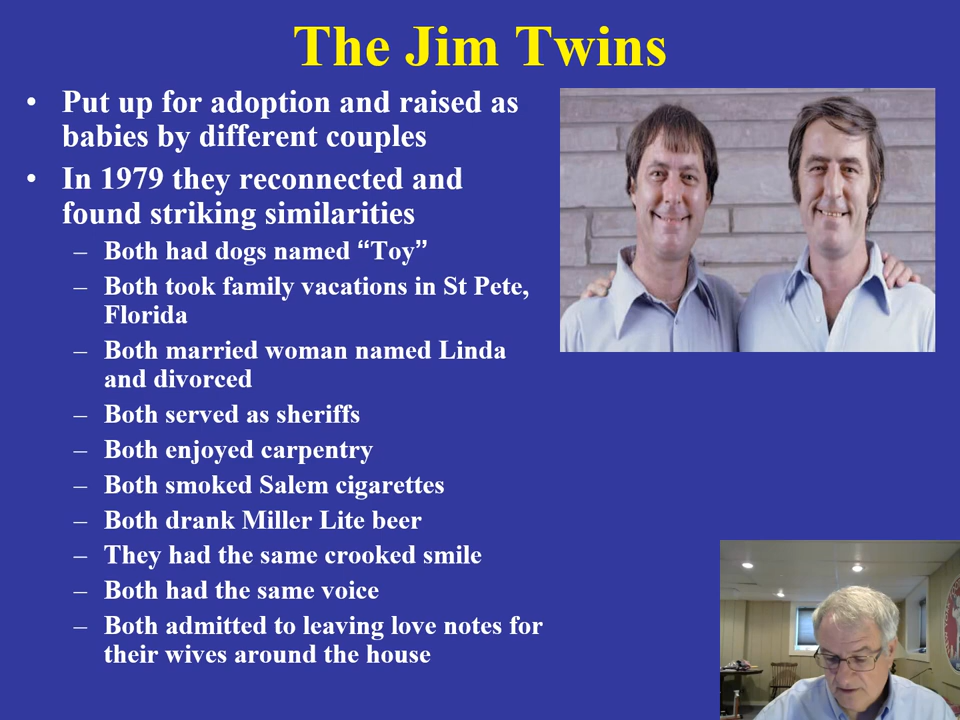 The Jim Twins
• Put up for adoption and raised as
babies by different couples
• In 1979 they reconnected and
found striking similarities
– Both had dogs named “Toy”
– Both took family vacations in St Pete,
Florida
– Both married woman named Linda
and divorced
– Both served as sheriffs
– Both enjoyed carpentry
– Both smoked Salem cigarettes
– Both drank Miller Lite beer
– They had the same crooked smile
– Both had the same voice
– Both admitted to leaving love notes for
their wives around the house